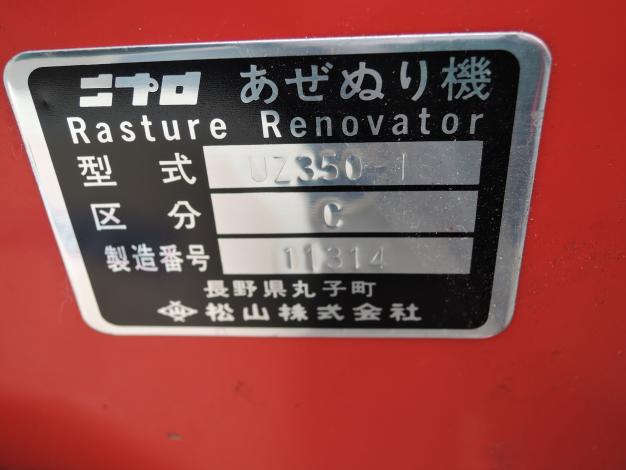 ニプロ あぜぬり機
Rasture Renovator
型式 UZ350-1S
区分 C
製造番号 11314
長野県丸子町
松山株式会社